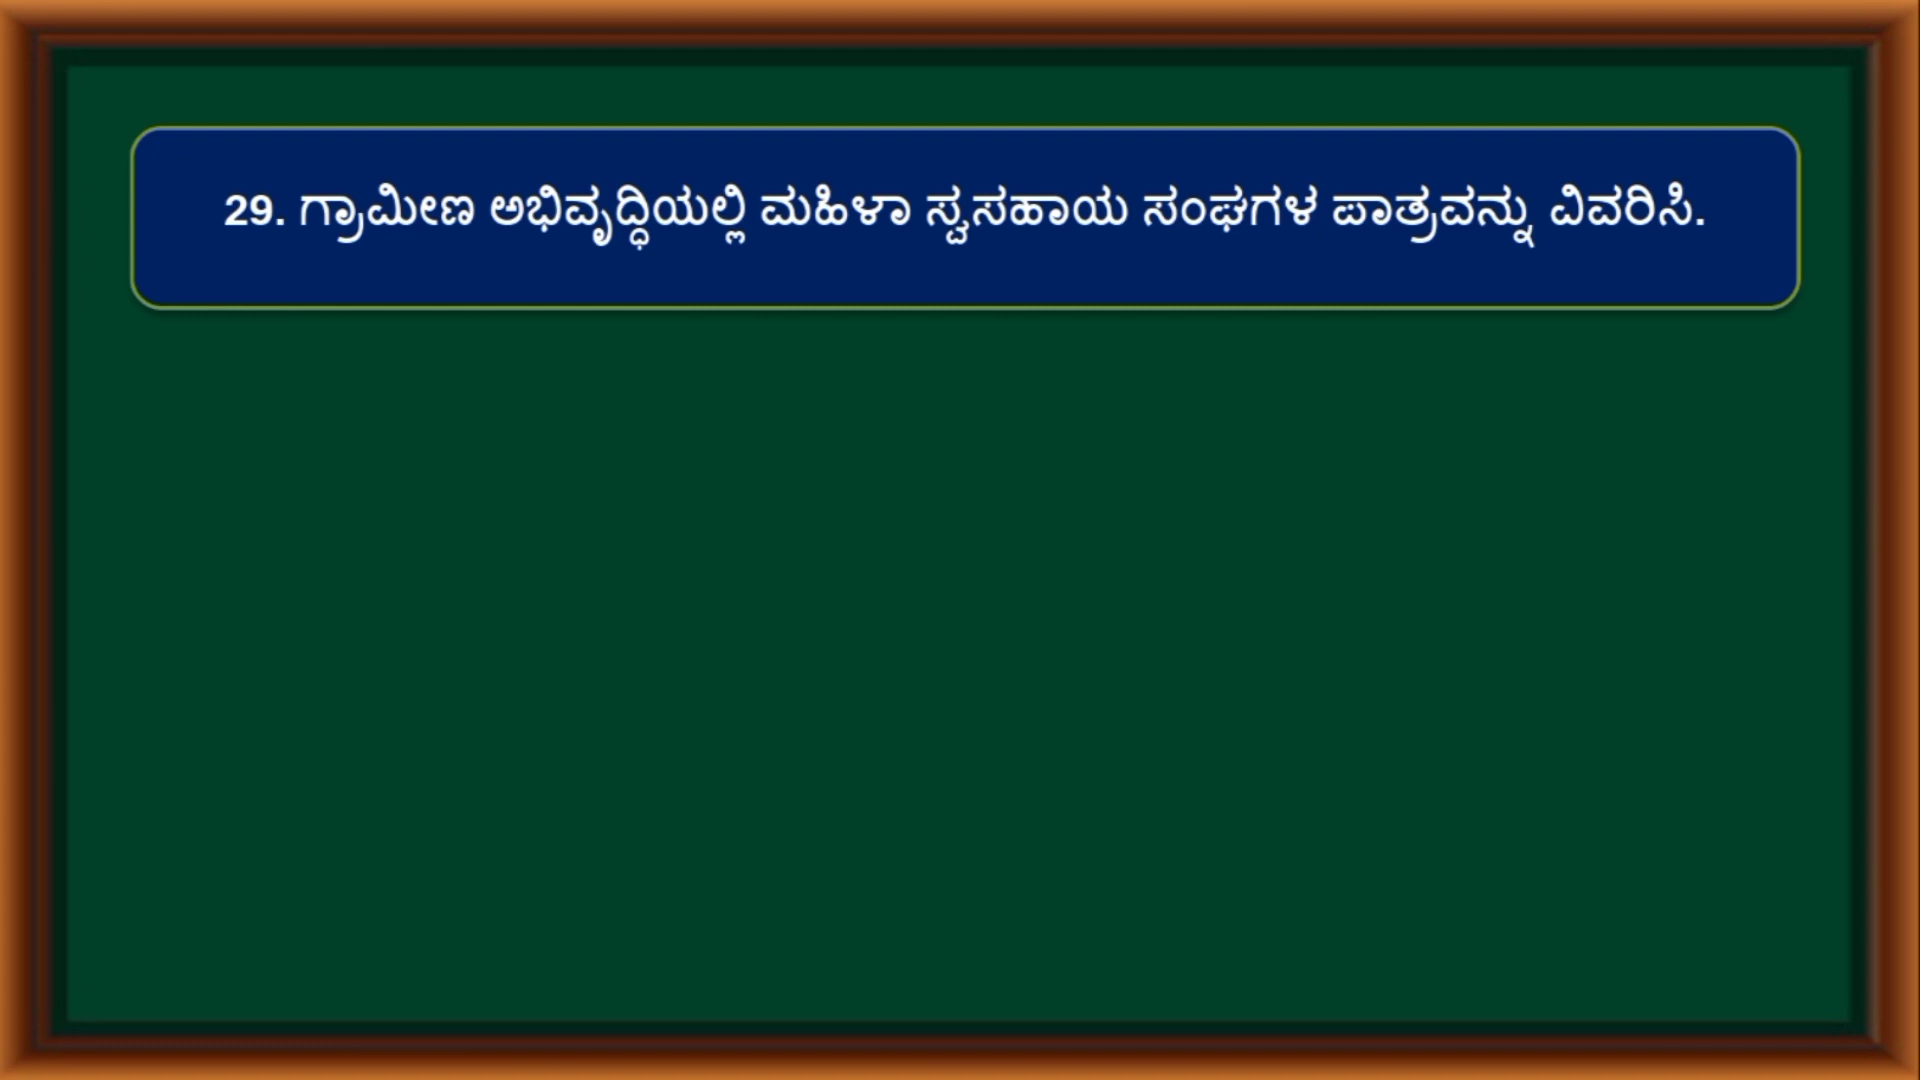 29. ಗ್ರಾಮೀಣ ಅಭಿವೃದ್ಧಿಯಲ್ಲಿ ಮಹಿಳಾ ಸ್ವಸಹಾಯ ಸಂಘಗಳ ಪಾತ್ರವನ್ನು ವಿವರಿಸಿ.